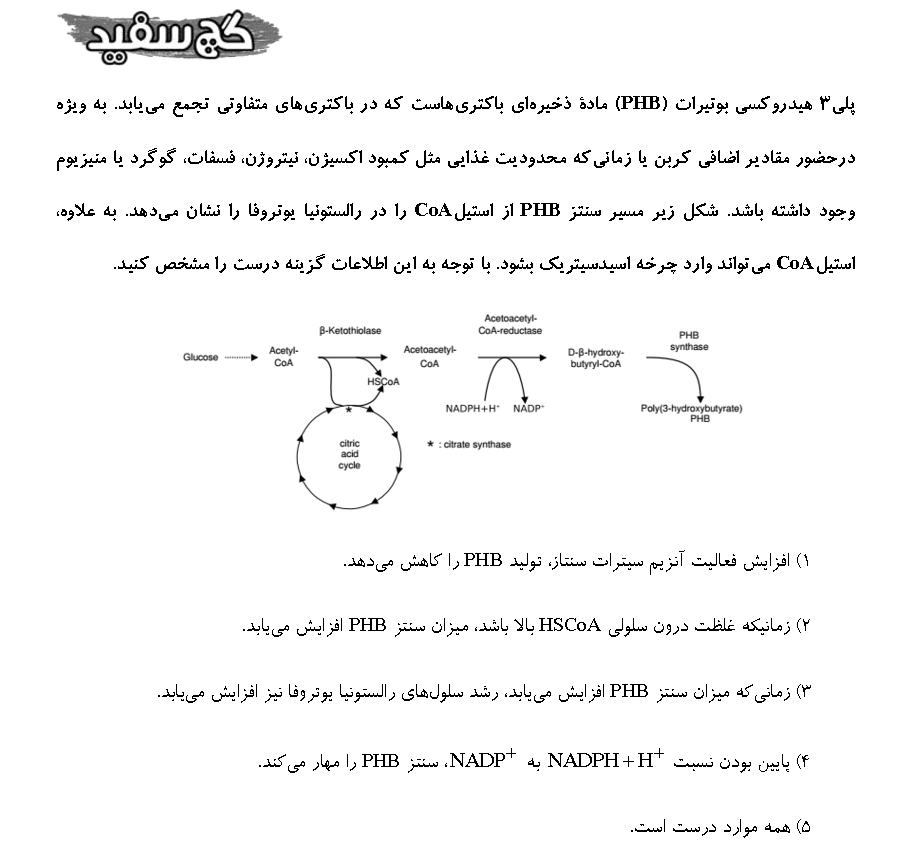 گچ سفید
پلی۳ هیدروکسی بوتیرات (PHB) مادهٔ ذخیره‌ای باکتری‌هاست که در باکتری‌های متفاوتی تجمع می‌یابد. به ویژه
درحضور مقادیر اضافی کربن یا زمانی‌که محدودیت غذایی مثل کمبود اکسیژن، نیتروژن، فسفات، گوگرد یا منیزیوم
وجود داشته باشد. شکل زیر مسیر سنتز PHB از استیل‌CoA را در رالستونیا یوتروفا را نشان می‌دهد. به علاوه،
استیل‌CoA می‌تواند وارد چرخه اسیدسیتریک بشود. با توجه به این اطلاعات گزینه درست را مشخص کنید.
Glucose
Acetyl-
CoA
β-Ketothiolase
HSCoA
Acetoacetyl-
CoA
Acetoacetyl-
CoA-reductase
NADPH+H⁺ NADP⁺
D-β-hydroxy-
butyryl-CoA
PHB
synthase
Poly(3-hydroxybutyrate)
PHB
*
citric
acid
cycle
* : citrate synthase
۱) افزایش فعالیت آنزیم سیترات سنتاز، تولید PHB را کاهش می‌دهد.
۲) زمانیکه غلظت درون سلولی HSCoA بالا باشد، میزان سنتز PHB افزایش می‌یابد.
۳) زمانی‌که میزان سنتز PHB افزایش می‌یابد، رشد سلول‌های رالستونیا یوتروفا نیز افزایش می‌یابد.
۴) پایین بودن نسبت NADPH+H⁺ به NADP⁺، سنتز PHB را مهار می‌کند.
۵) همه موارد درست است.